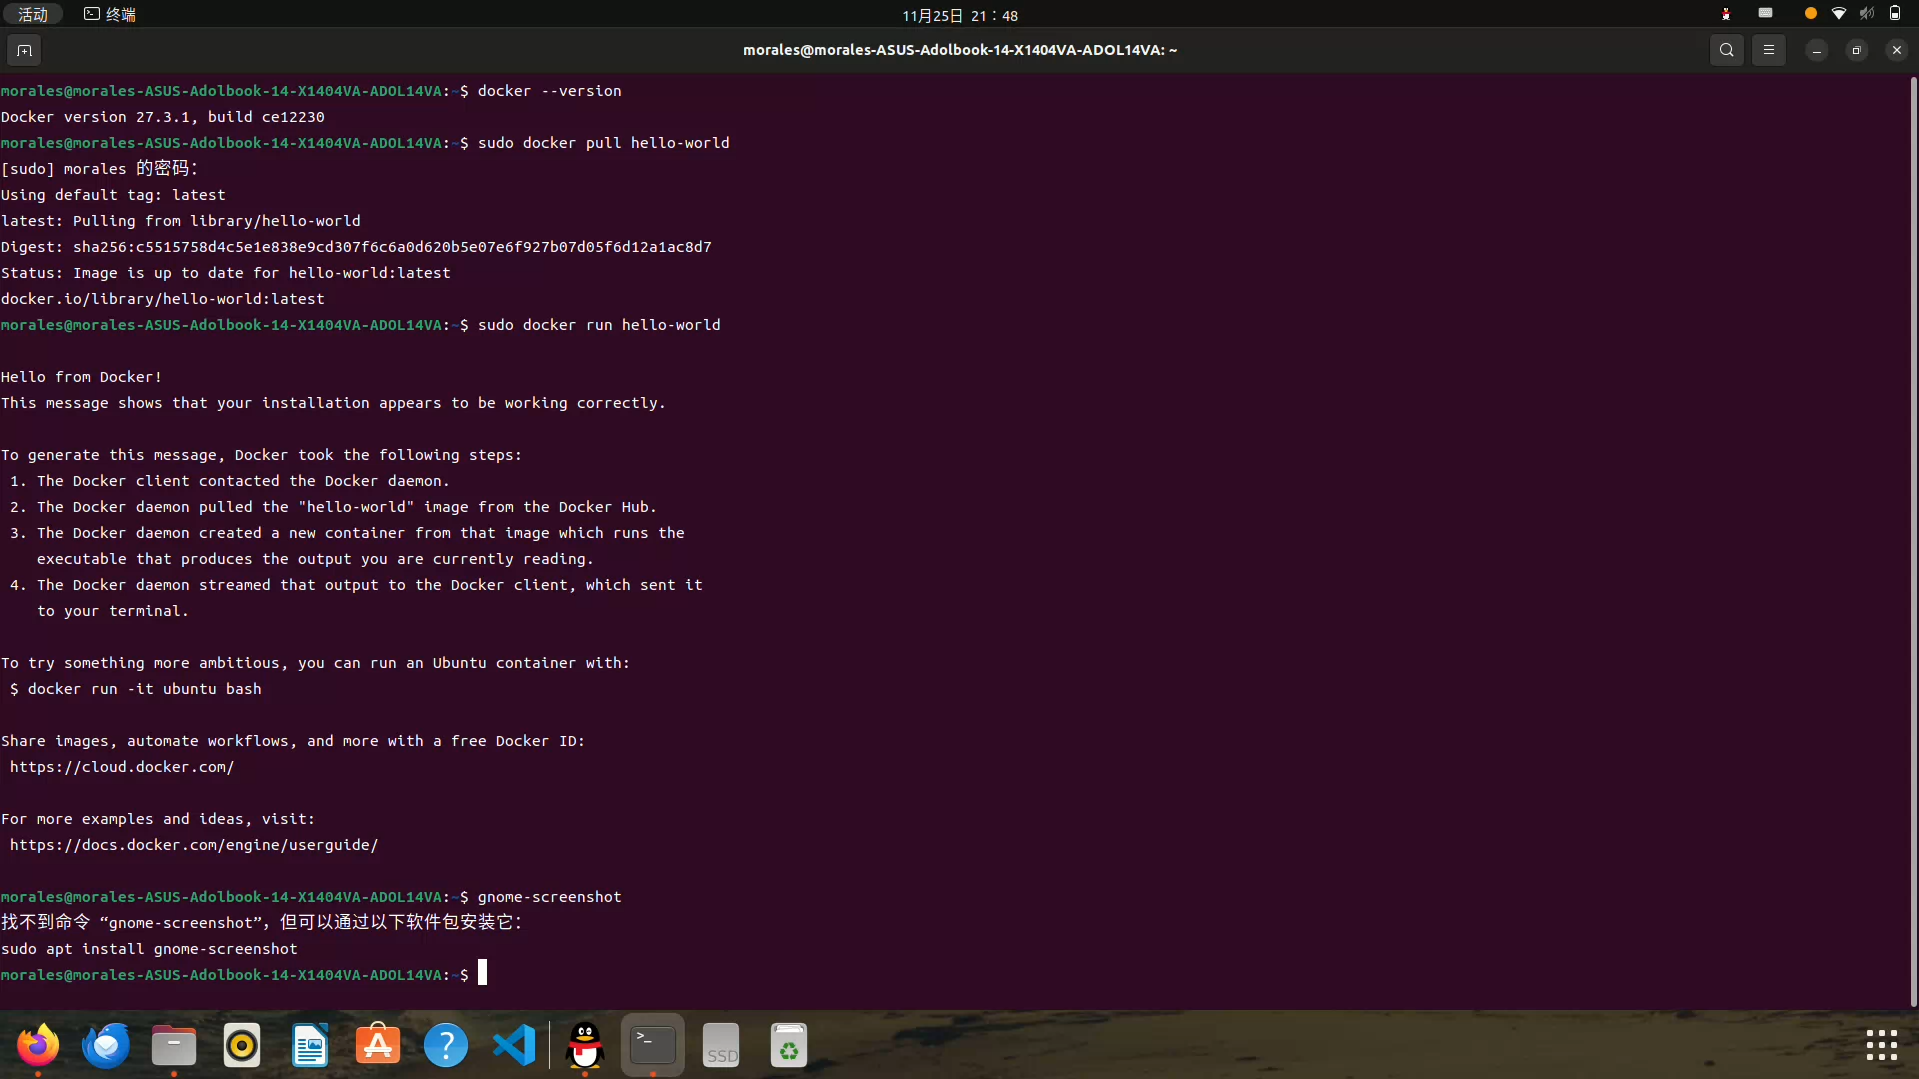 活动
终端
11月25日 21：48
morales@morales-ASUS-Adolbook-14-X1404VA-ADOL14VA: ~
morales@morales-ASUS-Adolbook-14-X1404VA-ADOL14VA:~$ docker --version
Docker version 27.3.1, build ce12230
morales@morales-ASUS-Adolbook-14-X1404VA-ADOL14VA:~$ sudo docker pull hello-world
[sudo] morales 的密码：
Using default tag: latest
latest: Pulling from library/hello-world
Digest: sha256:c5515758d4c5e1e838e9cd307f6c6a0d620b5e07e6f927b07d05f6d12a1ac8d7
Status: Image is up to date for hello-world:latest
docker.io/library/hello-world:latest
morales@morales-ASUS-Adolbook-14-X1404VA-ADOL14VA:~$ sudo docker run hello-world
Hello from Docker!
This message shows that your installation appears to be working correctly.
To generate this message, Docker took the following steps:
1. The Docker client contacted the Docker daemon.
2. The Docker daemon pulled the "hello-world" image from the Docker Hub.
3. The Docker daemon created a new container from that image which runs the
executable that produces the output you are currently reading.
4. The Docker daemon streamed that output to the Docker client, which sent it
to your terminal.
To try something more ambitious, you can run an Ubuntu container with:
$ docker run -it ubuntu bash
Share images, automate workflows, and more with a free Docker ID:
https://cloud.docker.com/
For more examples and ideas, visit:
https://docs.docker.com/engine/userguide/
morales@morales-ASUS-Adolbook-14-X1404VA-ADOL14VA:~$ gnome-screenshot
找不到命令 “gnome-screenshot”，但可以通过以下软件包安装它：
sudo apt install gnome-screenshot
morales@morales-ASUS-Adolbook-14-X1404VA-ADOL14VA:~$
SSD